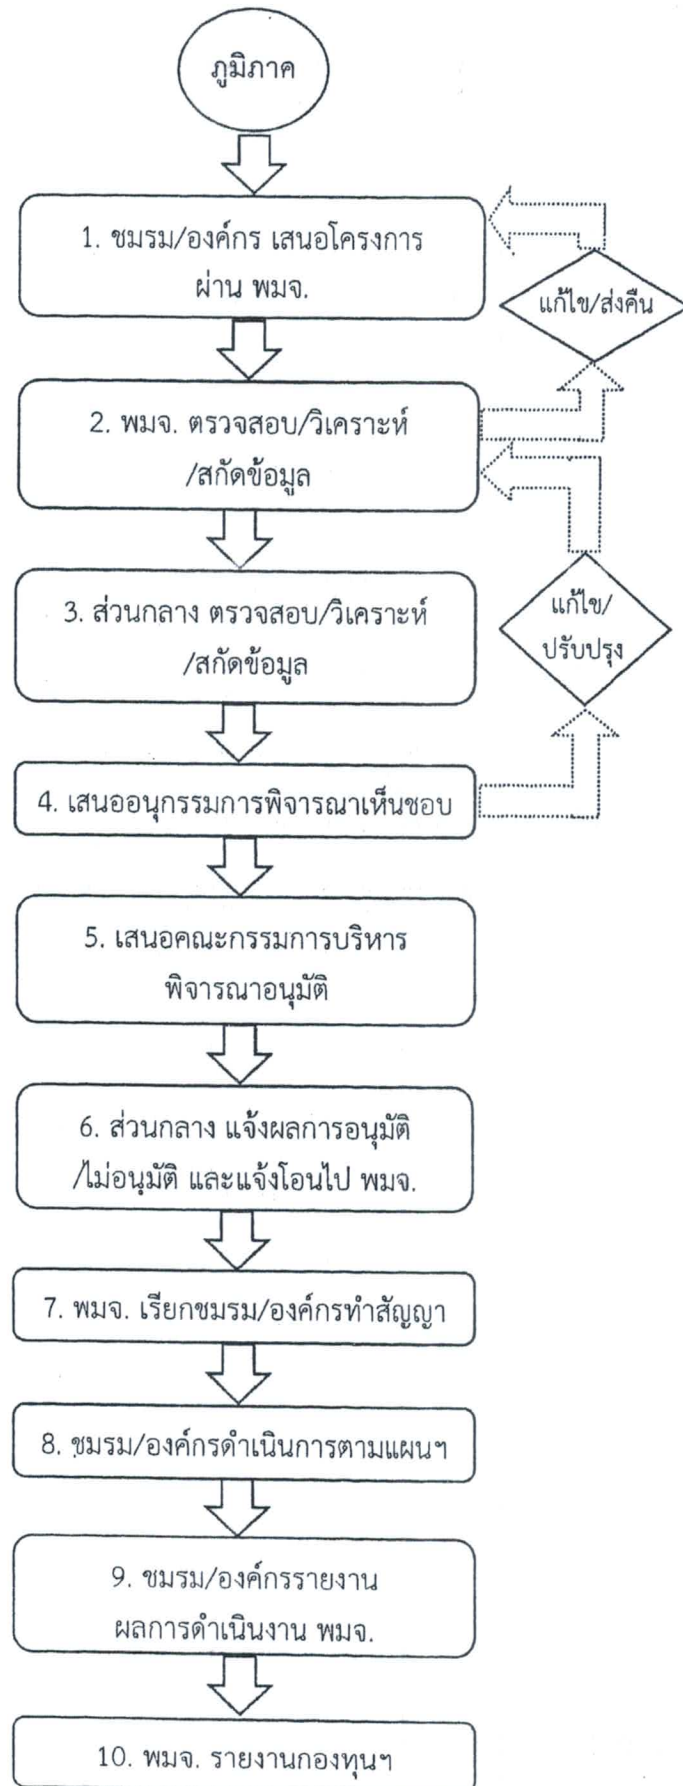 ภูมิภาค
1. ชมรม/องค์กร เสนอโครงการ
ผ่าน พมจ.
แก้ไข/ส่งคืน
2. พมจ. ตรวจสอบ/วิเคราะห์
/สกัดข้อมูล
3. ส่วนกลาง ตรวจสอบ/วิเคราะห์
/สกัดข้อมูล
แก้ไข/
ปรับปรุง
4. เสนออนุกรรมการพิจารณาเห็นชอบ
5. เสนอคณะกรรมการบริหาร
พิจารณาอนุมัติ
6. ส่วนกลาง แจ้งผลการอนุมัติ
/ไม่อนุมัติ และแจ้งโอนไป พมจ.
7. พมจ. เรียกชมรม/องค์กรทำสัญญา
8. ชมรม/องค์กรดำเนินการตามแผนฯ
9. ชมรม/องค์กรรายงาน
ผลการดำเนินงาน พมจ.
10. พมจ. รายงานกองทุนฯ